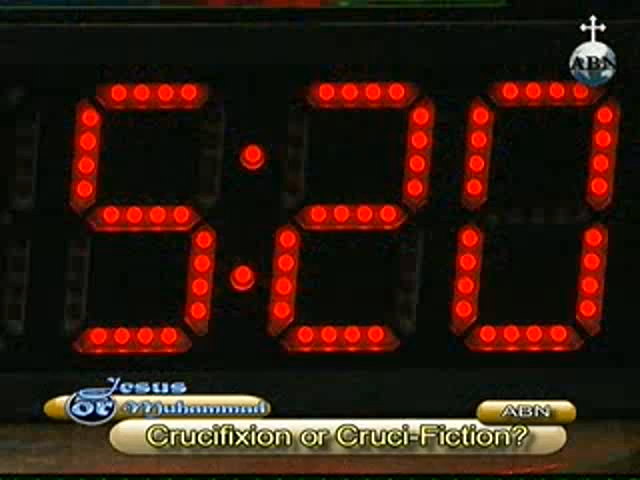 ABN
5:20
Jesus
or Muhammad
ABN
Crucifixion or Cruci-Fiction?